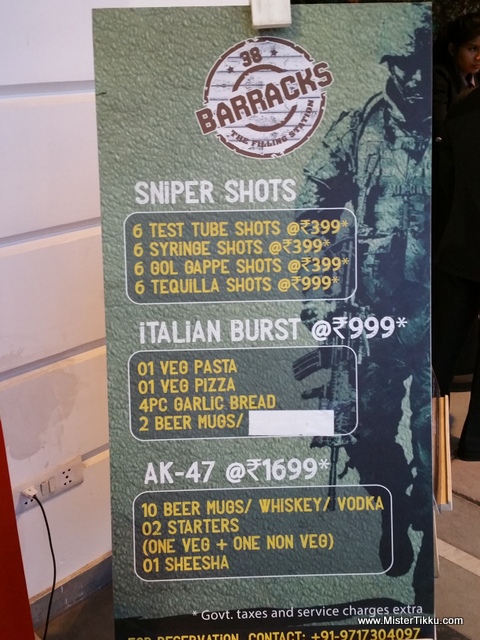 38
BARRACKS
THE FILLING STATION
SNIPER SHOTS
6 TEST TUBE SHOTS @₹399*
6 SYRINGE SHOTS @₹399*
6 GOL GAPPE SHOTS @₹399*
6 TEQUILLA SHOTS @₹999*
ITALIAN BURST @₹999*
01 VEG PASTA
01 VEG PIZZA
4PC GARLIC BREAD
2 BEER MUGS/
AK-47 @₹1699*
10 BEER MUGS/ WHISKEY/ VODKA
02 STARTERS
(ONE VEG + ONE NON VEG)
01 SHEESHA
* Govt. taxes and service charges extra
FOR RESERVATION, CONTACT: +91-9717304097
www.MisterTikku.com